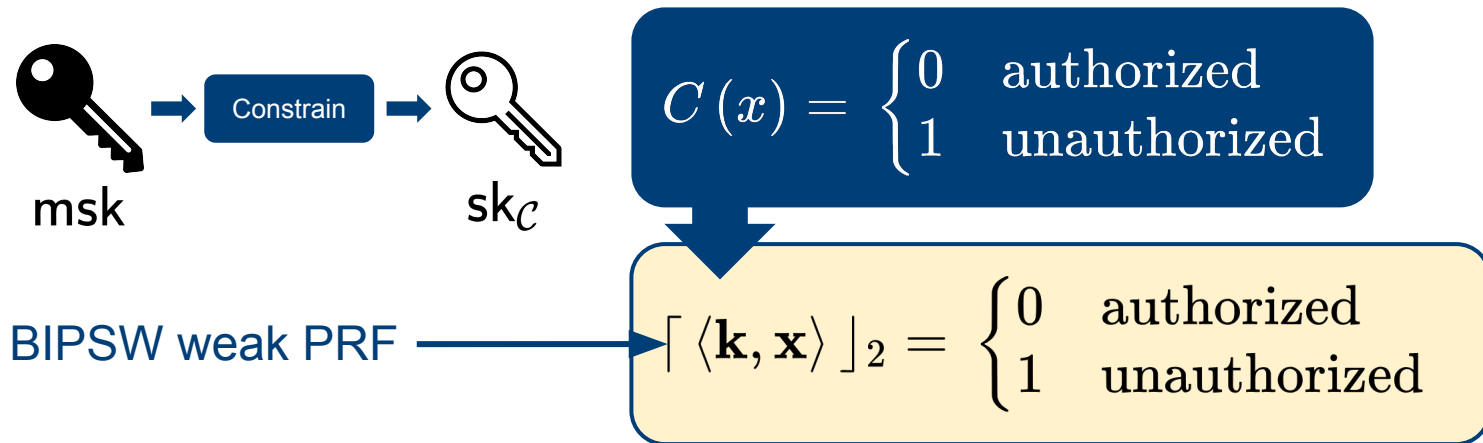 Constrain
msk
sk_𝒞
C (x) = { 0 authorized
1 unauthorized
BIPSW weak PRF
⌈ ⟨𝐤, 𝐱⟩ ⌋₂ = { 0 authorized
1 unauthorized